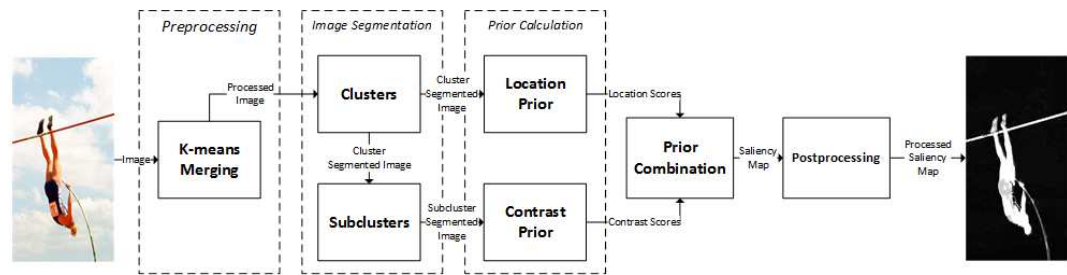 Preprocessing
Image Segmentation
Prior Calculation
Image
K-means
Merging
Processed
Image
Clusters
Cluster
Segmented
Image
Location
Prior
Location Scores
Cluster
Segmented Image
Subclusters
Subcluster
Segmented
Image
Contrast
Prior
Contrast Scores
Prior
Combination
Saliency
Map
Postprocessing
Processed
Saliency
Map